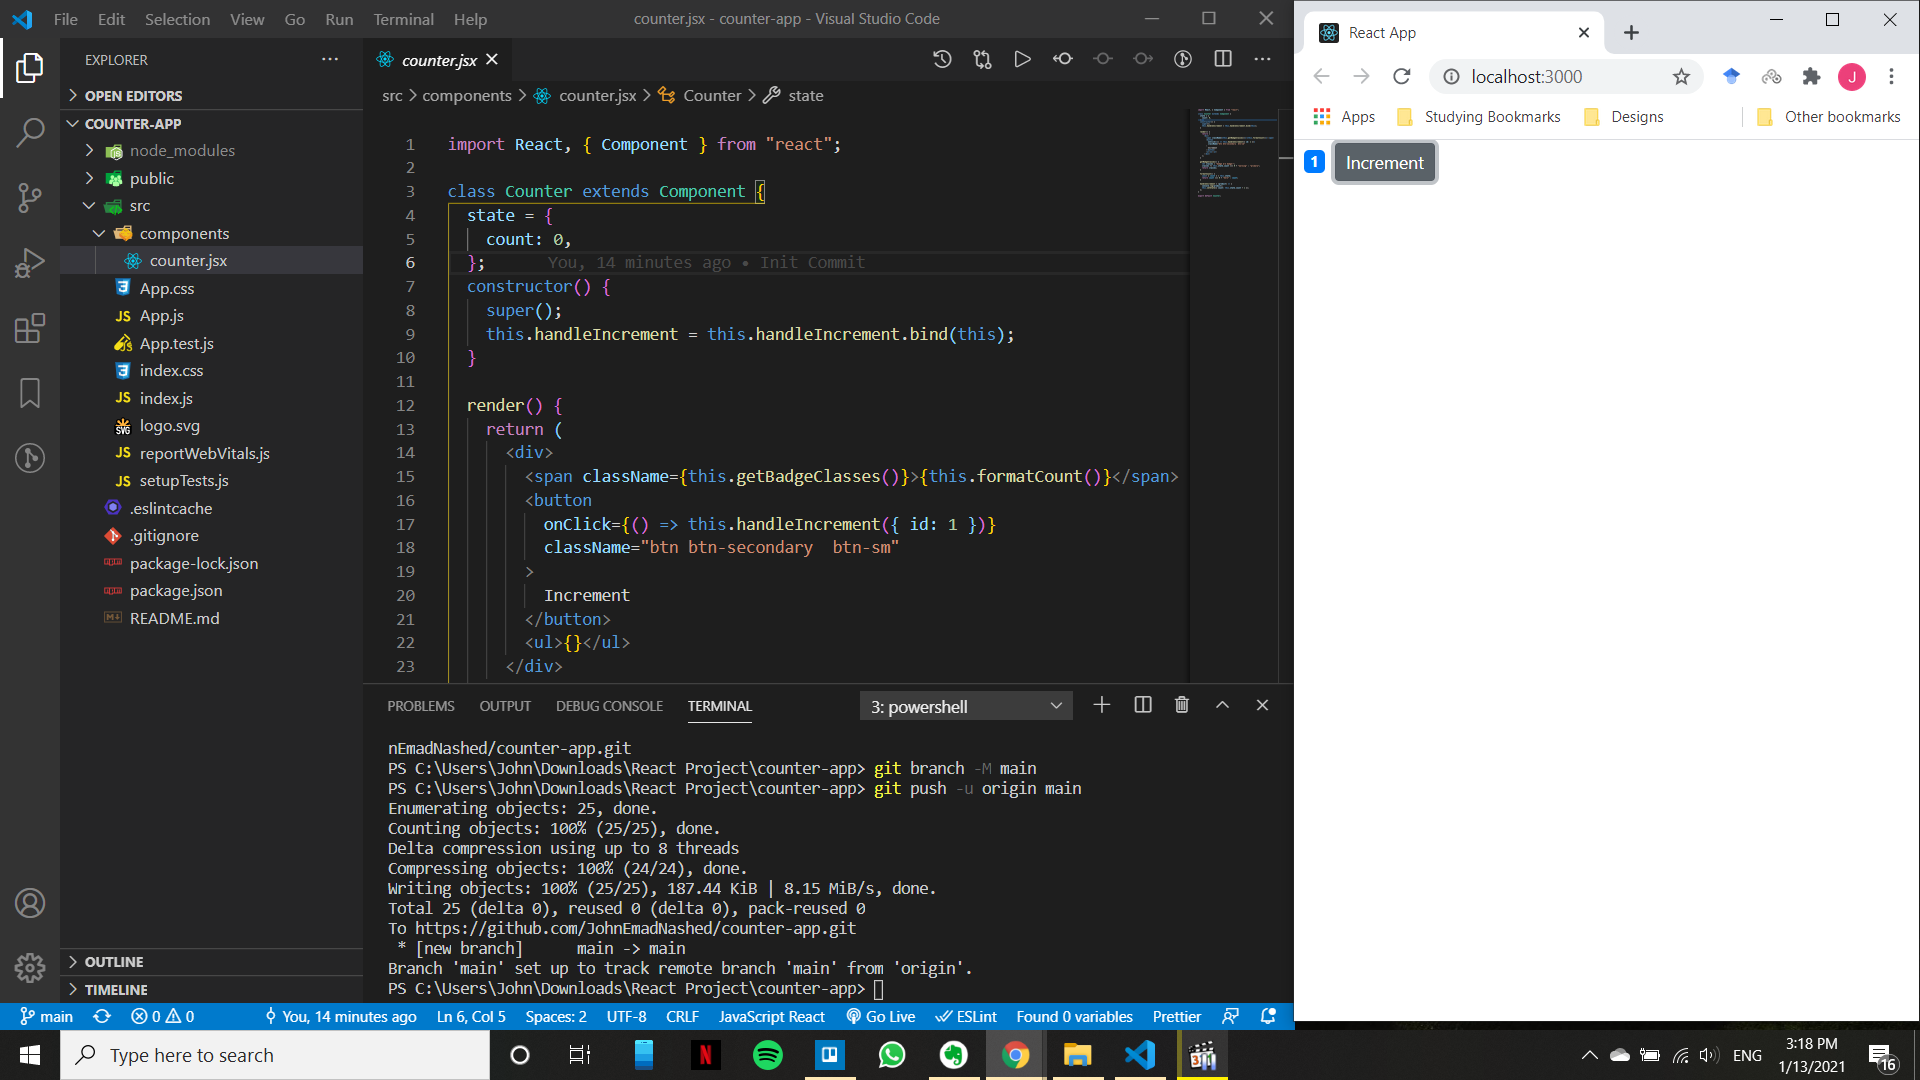 File Edit Selection View Go Run Terminal Help
counter.jsx - counter-app - Visual Studio Code
EXPLORER
OPEN EDITORS
COUNTER-APP
node_modules
public
src
components
counter.jsx
App.css
App.js
App.test.js
index.css
index.js
logo.svg
reportWebVitals.js
setupTests.js
.eslintcache
.gitignore
package-lock.json
package.json
README.md
OUTLINE
TIMELINE
counter.jsx
src > components > counter.jsx > Counter > state
1 import React, { Component } from "react";
2
3 class Counter extends Component {
4 state = {
5 count: 0,
6 }; You, 14 minutes ago • Init Commit
7 constructor() {
8 super();
9 this.handleIncrement = this.handleIncrement.bind(this);
10 }
11
12 render() {
13 return (
14 <div>
15 <span className={this.getBadgeClasses()}>{this.formatCount()}</span>
16 <button
17 onClick={() => this.handleIncrement({ id: 1 })}
18 className="btn btn-secondary  btn-sm"
19 >
20 Increment
21 </button>
22 <ul>{}</ul>
23 </div>
PROBLEMS OUTPUT DEBUG CONSOLE TERMINAL 3: powershell
nEmadNashed/counter-app.git
PS C:\Users\John\Downloads\React Project\counter-app> git branch -M main
PS C:\Users\John\Downloads\React Project\counter-app> git push -u origin main
Enumerating objects: 25, done.
Counting objects: 100% (25/25), done.
Delta compression using up to 8 threads
Compressing objects: 100% (24/24), done.
Writing objects: 100% (25/25), 187.44 KiB | 8.15 MiB/s, done.
Total 25 (delta 0), reused 0 (delta 0), pack-reused 0
To https://github.com/JohnEmadNashed/counter-app.git
* [new branch]      main -> main
Branch 'main' set up to track remote branch 'main' from 'origin'.
PS C:\Users\John\Downloads\React Project\counter-app>
main 0 0 You, 14 minutes ago Ln 6, Col 5 Spaces: 2 UTF-8 CRLF JavaScript React Go Live ESLint Found 0 variables Prettier
React App
localhost:3000
J
Apps Studying Bookmarks Designs Other bookmarks
1 Increment
Type here to search
ENG
3:18 PM
1/13/2021
16